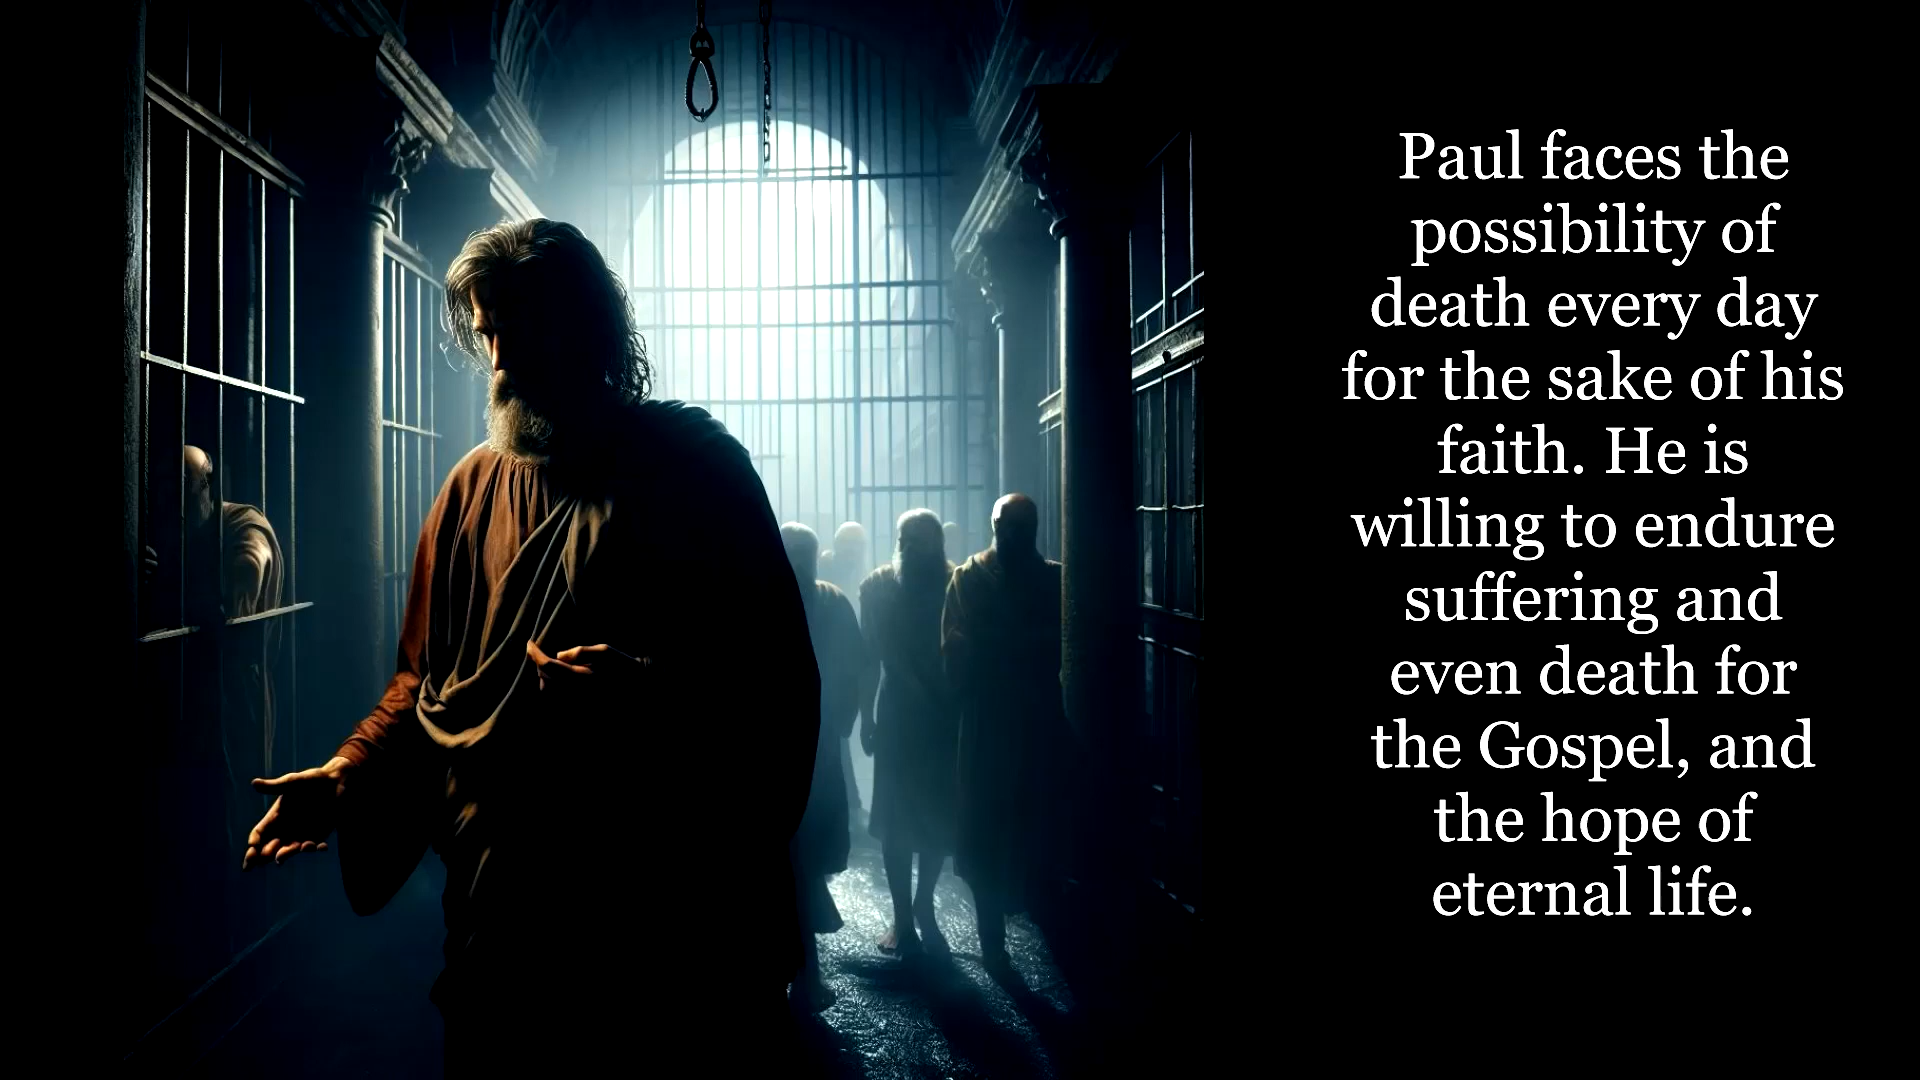 Paul faces the
possibility of
death every day
for the sake of his
faith. He is
willing to endure
suffering and
even death for
the Gospel, and
the hope of
eternal life.